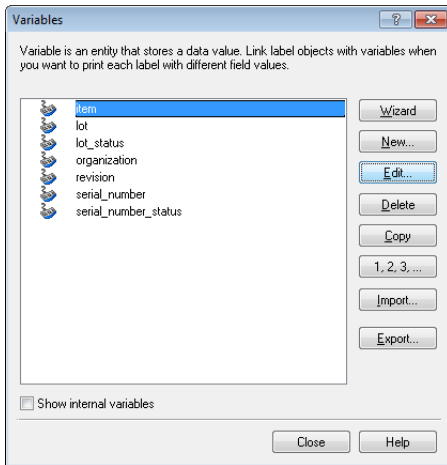 Variables
Variable is an entity that stores a data value. Link label objects with variables when
you want to print each label with different field values.
item
lot
lot_status
organization
revision
serial_number
serial_number_status
Wizard
New...
Edit...
Delete
Copy
1, 2, 3, ...
Import...
Export...
Show internal variables
Close
Help